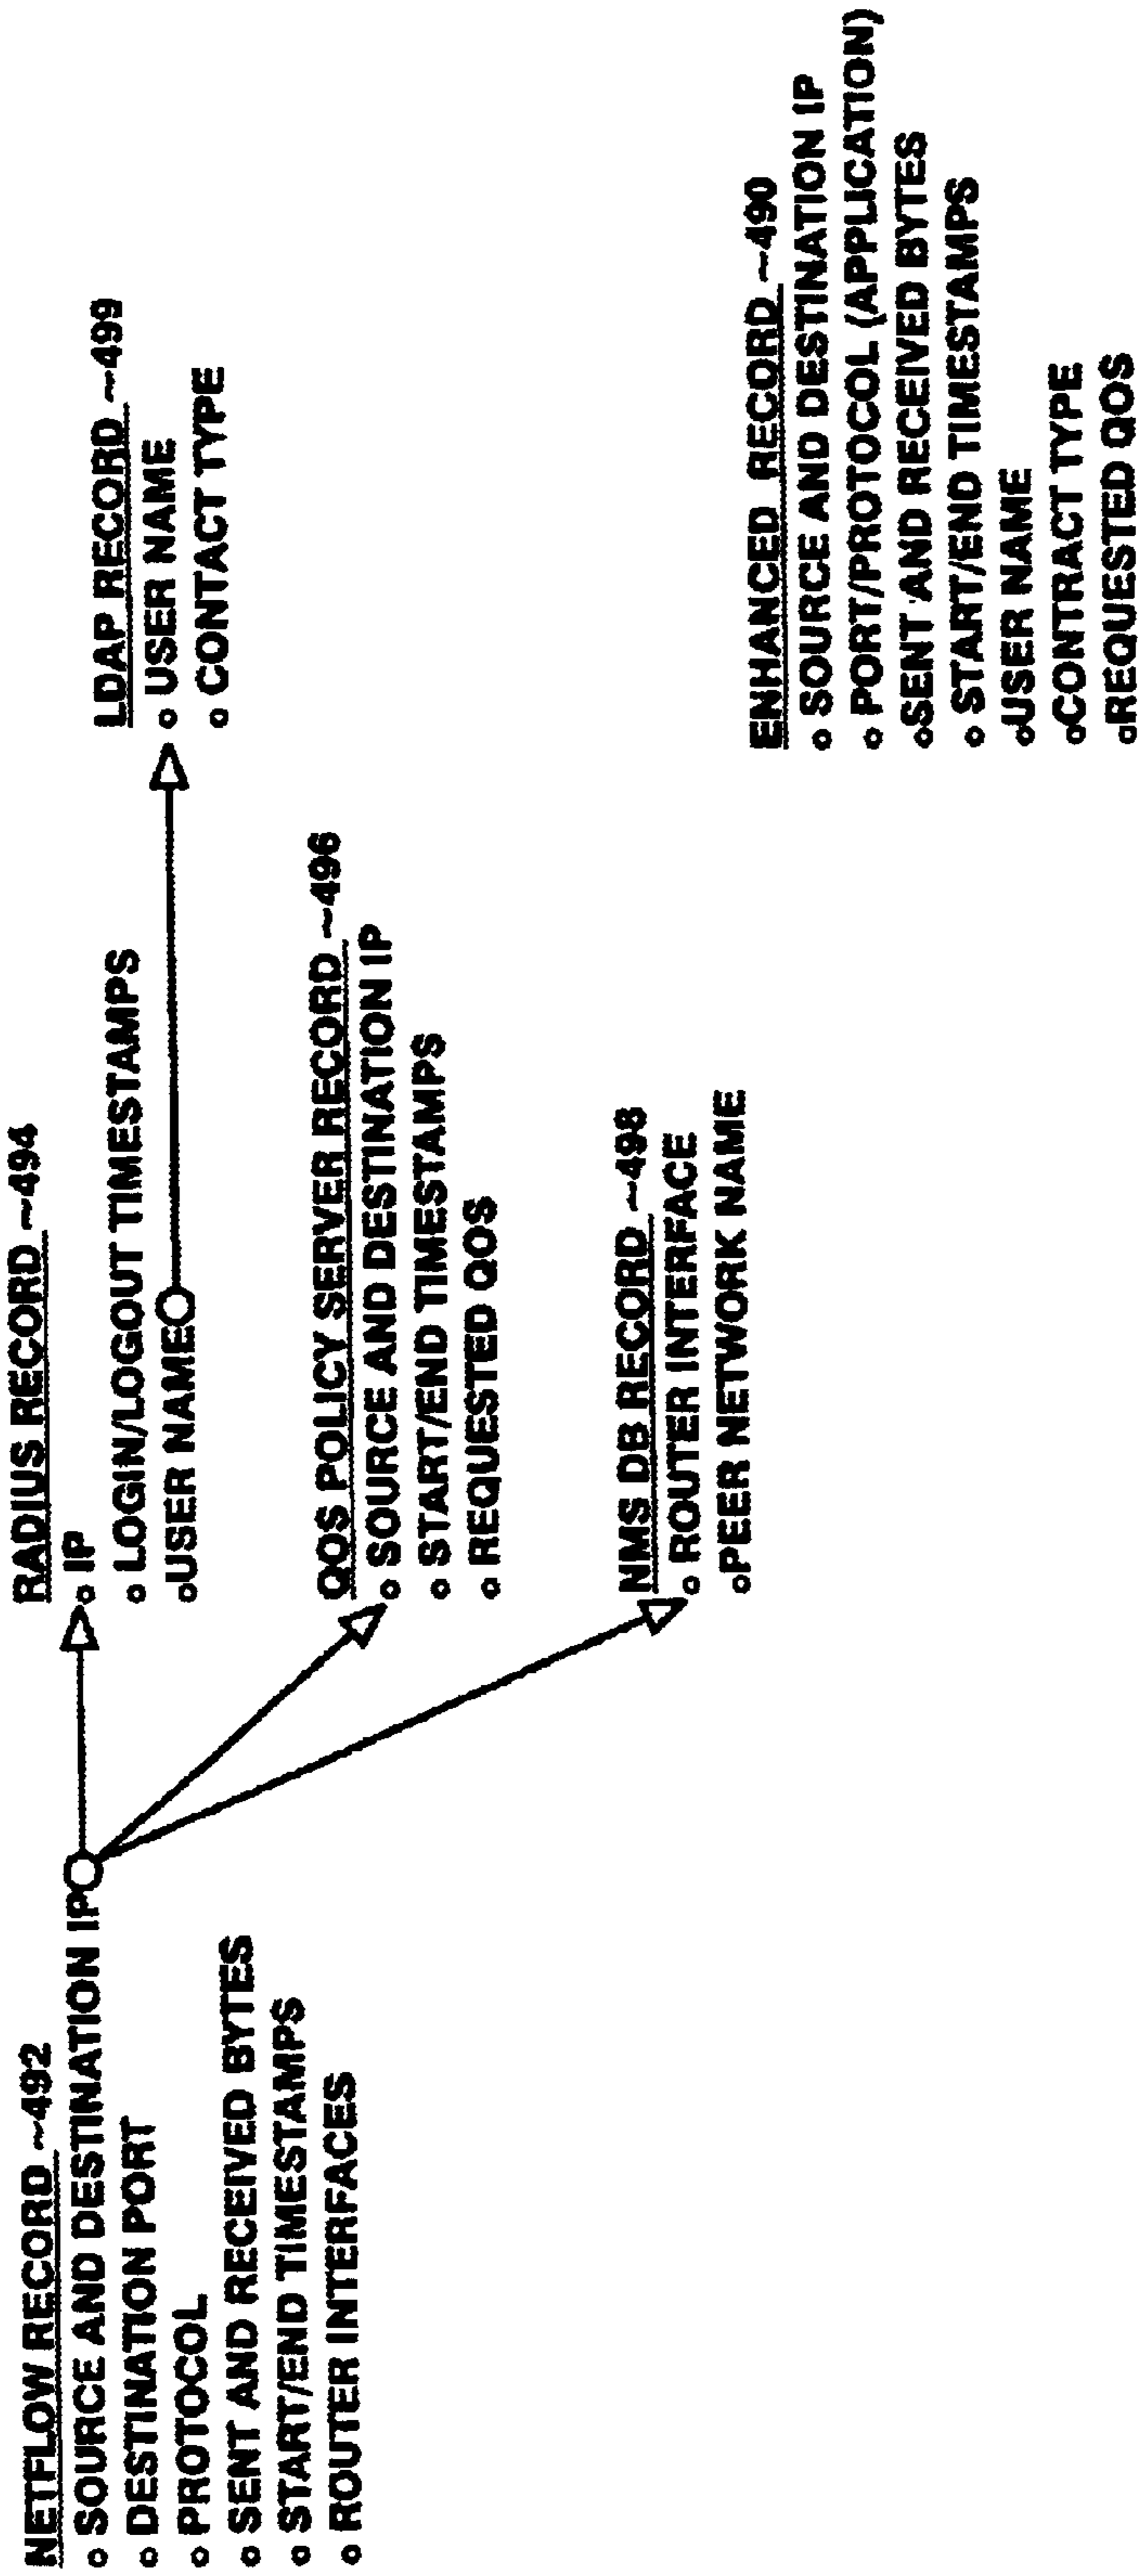 NETFLOW RECORD ~492
SOURCE AND DESTINATION IP
DESTINATION PORT
PROTOCOL
SENT AND RECEIVED BYTES
START/END TIMESTAMPS
ROUTER INTERFACES
RADIUS RECORD ~494
IP
LOGIN/LOGOUT TIMESTAMPS
USER NAME
QOS POLICY SERVER RECORD ~496
SOURCE AND DESTINATION IP
START/END TIMESTAMPS
REQUESTED QOS
NMS DB RECORD ~498
ROUTER INTERFACE
PEER NETWORK NAME
LDAP RECORD ~499
USER NAME
CONTACT TYPE
ENHANCED RECORD ~490
SOURCE AND DESTINATION IP
PORT/PROTOCOL (APPLICATION)
SENT AND RECEIVED BYTES
START/END TIMESTAMPS
USER NAME
CONTRACT TYPE
REQUESTED QOS